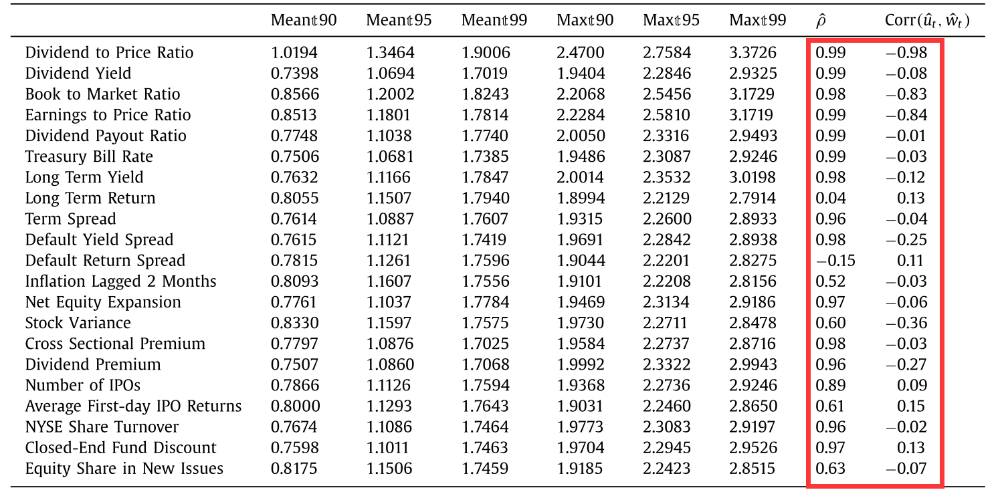 Mean𝕥90 Mean𝕥95 Mean𝕥99 Max𝕥90 Max𝕥95 Max𝕥99 ρ̂ Corr(û_t, ŵ_t)
Dividend to Price Ratio 1.0194 1.3464 1.9006 2.4700 2.7584 3.3726 0.99 −0.98
Dividend Yield 0.7398 1.0694 1.7019 1.9404 2.2846 2.9325 0.99 −0.08
Book to Market Ratio 0.8566 1.2002 1.8243 2.2068 2.5456 3.1729 0.98 −0.83
Earnings to Price Ratio 0.8513 1.1801 1.7814 2.2284 2.5810 3.1719 0.99 −0.84
Dividend Payout Ratio 0.7748 1.1038 1.7740 2.0050 2.3316 2.9493 0.99 −0.01
Treasury Bill Rate 0.7506 1.0681 1.7385 1.9486 2.3087 2.9246 0.99 −0.03
Long Term Yield 0.7632 1.1166 1.7847 2.0014 2.3532 3.0198 0.98 −0.12
Long Term Return 0.8055 1.1507 1.7940 1.8994 2.2129 2.7914 0.04 0.13
Term Spread 0.7614 1.0887 1.7607 1.9315 2.2600 2.8933 0.96 −0.04
Default Yield Spread 0.7615 1.1121 1.7419 1.9691 2.2842 2.8938 0.98 −0.25
Default Return Spread 0.7815 1.1261 1.7596 1.9044 2.2201 2.8275 −0.15 0.11
Inflation Lagged 2 Months 0.8093 1.1607 1.7556 1.9101 2.2208 2.8156 0.52 −0.03
Net Equity Expansion 0.7761 1.1037 1.7784 1.9469 2.3134 2.9186 0.97 −0.06
Stock Variance 0.8330 1.1597 1.7575 1.9730 2.2711 2.8478 0.60 −0.36
Cross Sectional Premium 0.7797 1.0876 1.7025 1.9584 2.2737 2.8716 0.98 −0.03
Dividend Premium 0.7507 1.0860 1.7068 1.9992 2.3322 2.9943 0.96 −0.27
Number of IPOs 0.7866 1.1126 1.7594 1.9368 2.2736 2.9246 0.89 0.09
Average First-day IPO Returns 0.8000 1.1293 1.7643 1.9031 2.2460 2.8650 0.61 0.15
NYSE Share Turnover 0.7674 1.1086 1.7464 1.9773 2.3083 2.9197 0.96 −0.02
Closed-End Fund Discount 0.7598 1.1011 1.7463 1.9704 2.2945 2.9526 0.97 0.13
Equity Share in New Issues 0.8175 1.1506 1.7459 1.9185 2.2423 2.8515 0.63 −0.07